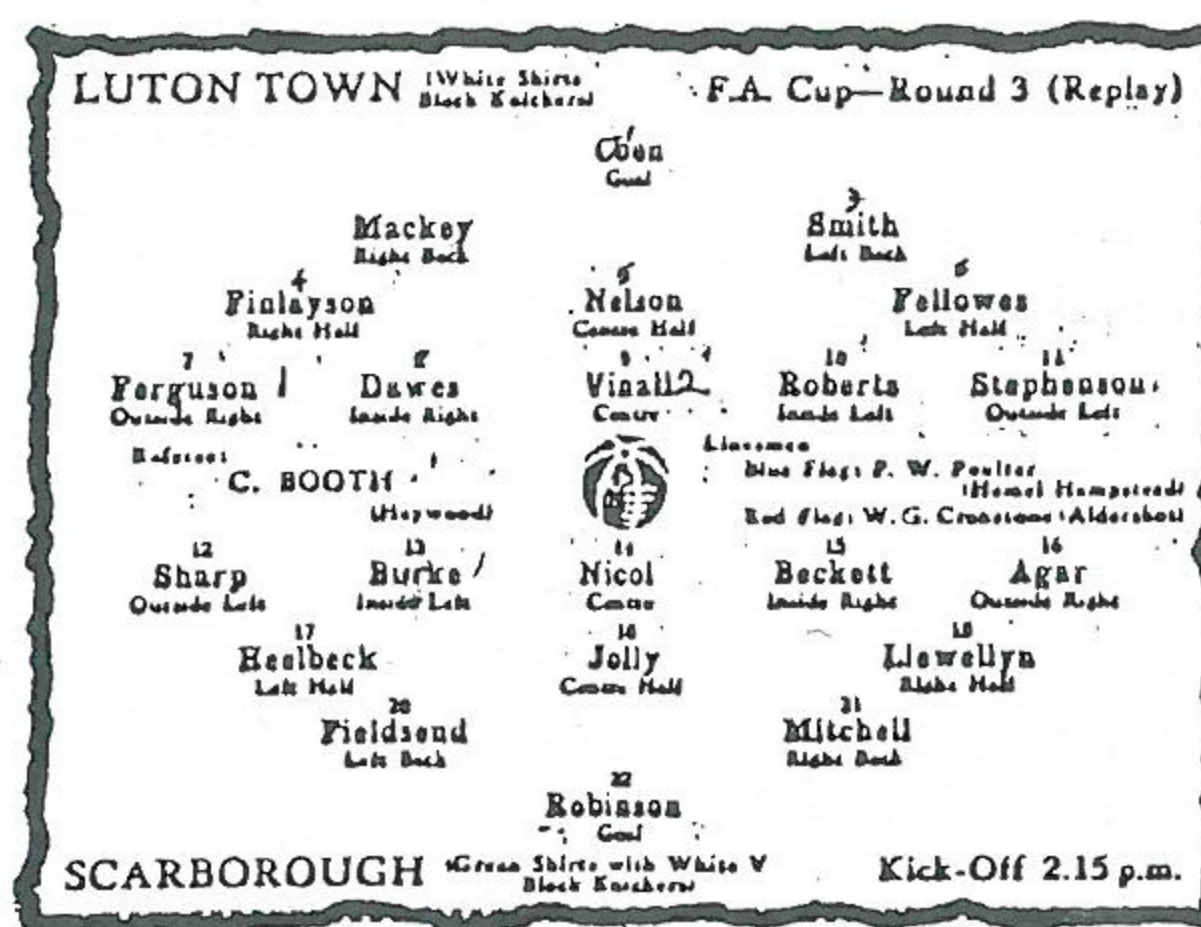 LUTON TOWN (White Shirts Black Knickers) F.A. Cup—Round 3 (Replay)
1
Coen
Goal
3
Mackey Smith
Right Back Left Back
4 5 6
Finlayson Nelson Fellowes
Right Half Centre Half Left Half
7 8 9 10 11
Ferguson 1 Dawes Vinall 2 Roberts Stephenson
Outside Right Inside Right Centre Inside Left Outside Left
Referee: Linesmen
C. BOOTH Blue Flag: P. W. Poulter
(Hemel Hempstead)
(Heywood) Red Flag: W. G. (Aldershot)
12 13 14 15 16
Sharp Burke Nicol Beckett Agar
Outside Left Inside Left Centre Inside Right Outside Right
17 18 19
Heelbeck Jolly Llewellyn
Left Half Centre Half Right Half
20 21
Fieldsend Mitchell
Left Back Right Back
22
Robinson
Goal
SCARBOROUGH (Green Shirts with White V Black Knickers) Kick-Off 2.15 p.m.